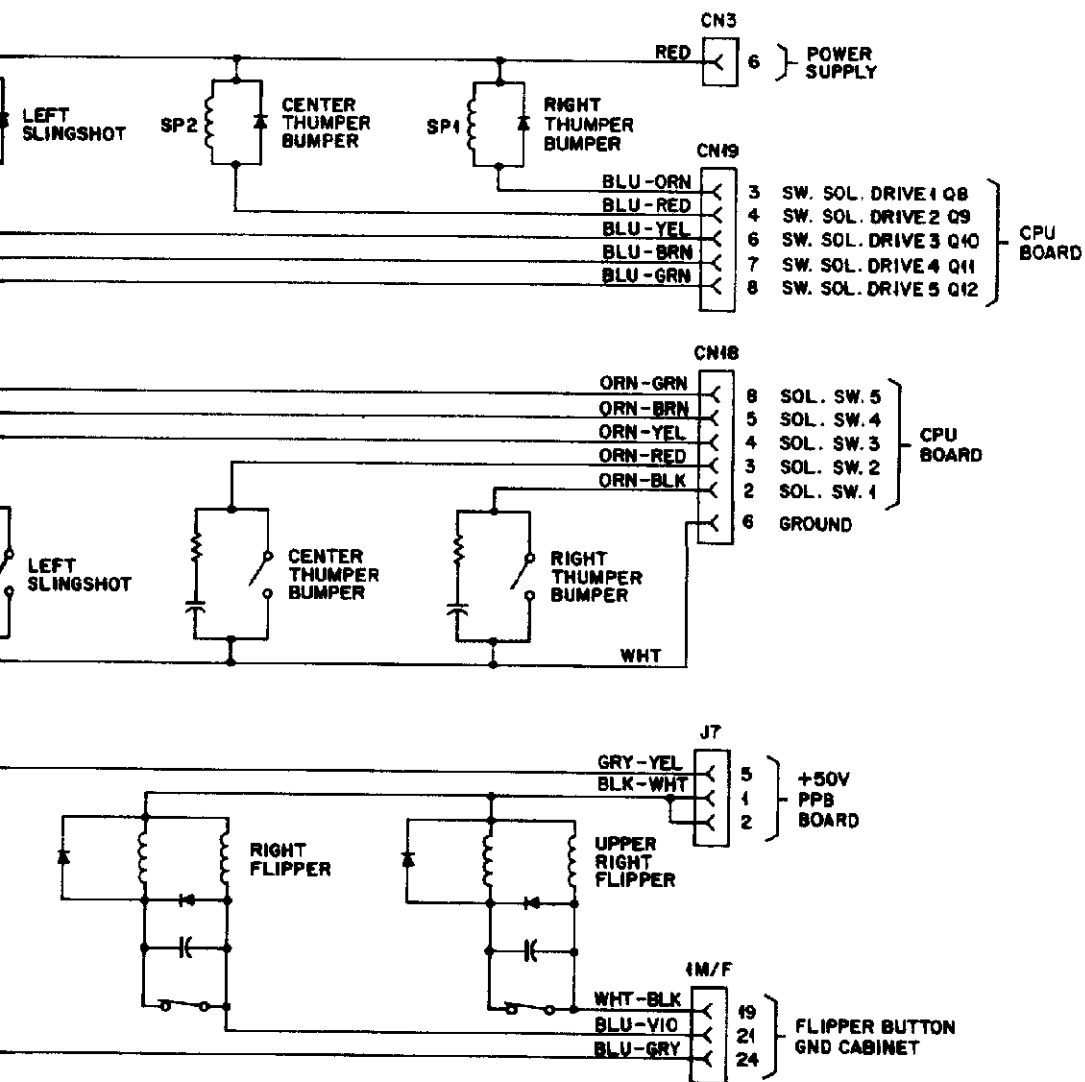 CN3
RED
6
POWER
SUPPLY
LEFT
SLINGSHOT
SP2
CENTER
THUMPER
BUMPER
SP1
RIGHT
THUMPER
BUMPER
CN19
BLU-ORN 3 SW. SOL. DRIVE 1 Q8
BLU-RED 4 SW. SOL. DRIVE 2 Q9
BLU-YEL 6 SW. SOL. DRIVE 3 Q10
BLU-BRN 7 SW. SOL. DRIVE 4 Q11
BLU-GRN 8 SW. SOL. DRIVE 5 Q12
CPU
BOARD
CN18
ORN-GRN 8 SOL. SW. 5
ORN-BRN 5 SOL. SW. 4
ORN-YEL 4 SOL. SW. 3
ORN-RED 3 SOL. SW. 2
ORN-BLK 2 SOL. SW. 1
6 GROUND
CPU
BOARD
LEFT
SLINGSHOT
CENTER
THUMPER
BUMPER
RIGHT
THUMPER
BUMPER
WHT
J7
GRY-YEL 5
BLK-WHT 1
2
+50V
PPB
BOARD
RIGHT
FLIPPER
UPPER
RIGHT
FLIPPER
1M/F
WHT-BLK 19
BLU-VIO 21
BLU-GRY 24
FLIPPER BUTTON
GND CABINET